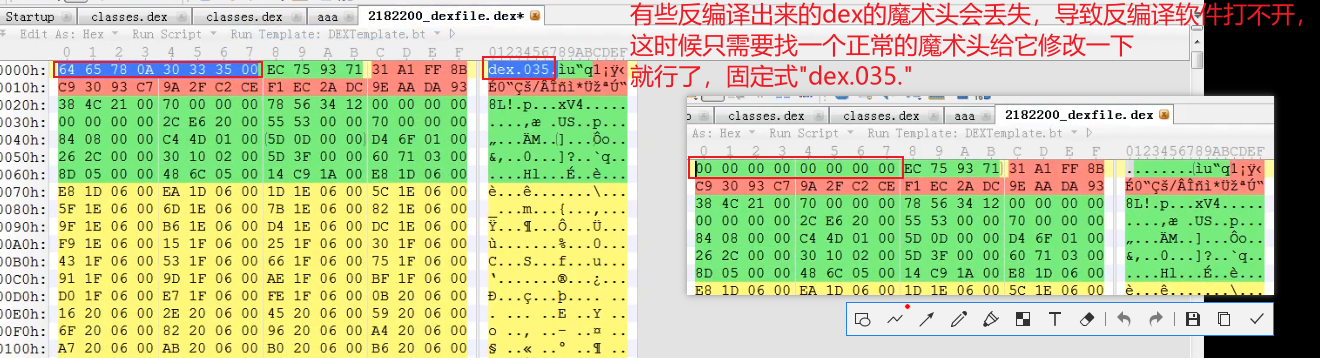 Startup classes.dex classes.dex aaa 2182200_dexfile.dex*
Edit As: Hex Run Script Run Template: DEXTemplate.bt
0 1 2 3 4 5 6 7 8 9 A B C D E F 0123456789ABCDEF
0000h: 64 65 78 0A 30 33 35 00 EC 75 93 71 31 A1 FF 8B dex.035.ìu“q1¡ÿ‹
0010h: C9 30 93 C7 9A 2F C2 CE F1 EC 2A DC 9E AA DA 93 É0“Çš/ÂÎñì*ÜžªÚ“
0020h: 38 4C 21 00 70 00 00 00 78 56 34 12 00 00 00 00 8L!.p...xV4.....
0030h: 00 00 00 00 2C E6 20 00 55 53 00 00 70 00 00 00 ....,æ .US..p...
0040h: 84 08 00 00 C4 4D 01 00 5D 0D 00 00 D4 6F 01 00 „...ÄM..]...Ôo..
0050h: 26 2C 00 00 30 10 02 00 5D 3F 00 00 60 71 03 00 &,..0...]?..`q..
0060h: 8D 05 00 00 48 6C 05 00 14 C9 1A 00 E8 1D 06 00 ....Hl...É..è...
0070h: E8 1D 06 00 EA 1D 06 00 1D 1E 06 00 5C 1E 06 00 è...ê.......\...
0080h: 5F 1E 06 00 6D 1E 06 00 7B 1E 06 00 82 1E 06 00 _...m...{...‚...
0090h: 9F 1E 06 00 B6 1E 06 00 D4 1E 06 00 DC 1E 06 00 Ÿ...¶...Ô...Ü...
00A0h: F9 1E 06 00 15 1F 06 00 25 1F 06 00 30 1F 06 00 ù.......%...0...
00B0h: 43 1F 06 00 53 1F 06 00 66 1F 06 00 75 1F 06 00 C...S...f...u...
00C0h: 91 1F 06 00 9D 1F 06 00 AE 1F 06 00 BF 1F 06 00 ‘.......®...¿...
00D0h: D0 1F 06 00 E7 1F 06 00 FE 1F 06 00 0B 20 06 00 Ð...ç...þ.... ..
00E0h: 16 20 06 00 2E 20 06 00 45 20 06 00 59 20 06 00 . ... ..E ..Y ..
00F0h: 6F 20 06 00 82 20 06 00 96 20 06 00 A4 20 06 00 o ..‚ ..– ..¤ ..
0100h: A7 20 06 00 AB 20 06 00 B0 20 06 00 B6 20 06 00 § ..« ..° ..¶ ..
有些反编译出来的dex的魔术头会丢失，导致反编译软件打不开，
这时候只需要找一个正常的魔术头给它修改一下
就行了，固定式"dex.035."
classes.dex classes.dex aaa 2182200_dexfile.dex
As: Hex Run Script Run Template: DEXTemplate.bt
0 1 2 3 4 5 6 7 8 9 A B C D E F 0123456789ABCDEF
00 00 00 00 00 00 00 00 EC 75 93 71 31 A1 FF 8B ........ìu“q1¡ÿ‹
C9 30 93 C7 9A 2F C2 CE F1 EC 2A DC 9E AA DA 93 É0“Çš/ÂÎñì*ÜžªÚ“
38 4C 21 00 70 00 00 00 78 56 34 12 00 00 00 00 8L!.p...xV4.....
00 00 00 00 2C E6 20 00 55 53 00 00 70 00 00 00 ....,æ .US..p...
84 08 00 00 C4 4D 01 00 5D 0D 00 00 D4 6F 01 00 „...ÄM..]...Ôo..
26 2C 00 00 30 10 02 00 5D 3F 00 00 60 71 03 00 &,..0...]?..`q..
8D 05 00 00 48 6C 05 00 14 C9 1A 00 E8 1D 06 00 ....Hl...É..è...
E8 1D 06 00 EA 1D 06 00 1D 1E 06 00 5C 1E 06 00 è...ê.......\...
T